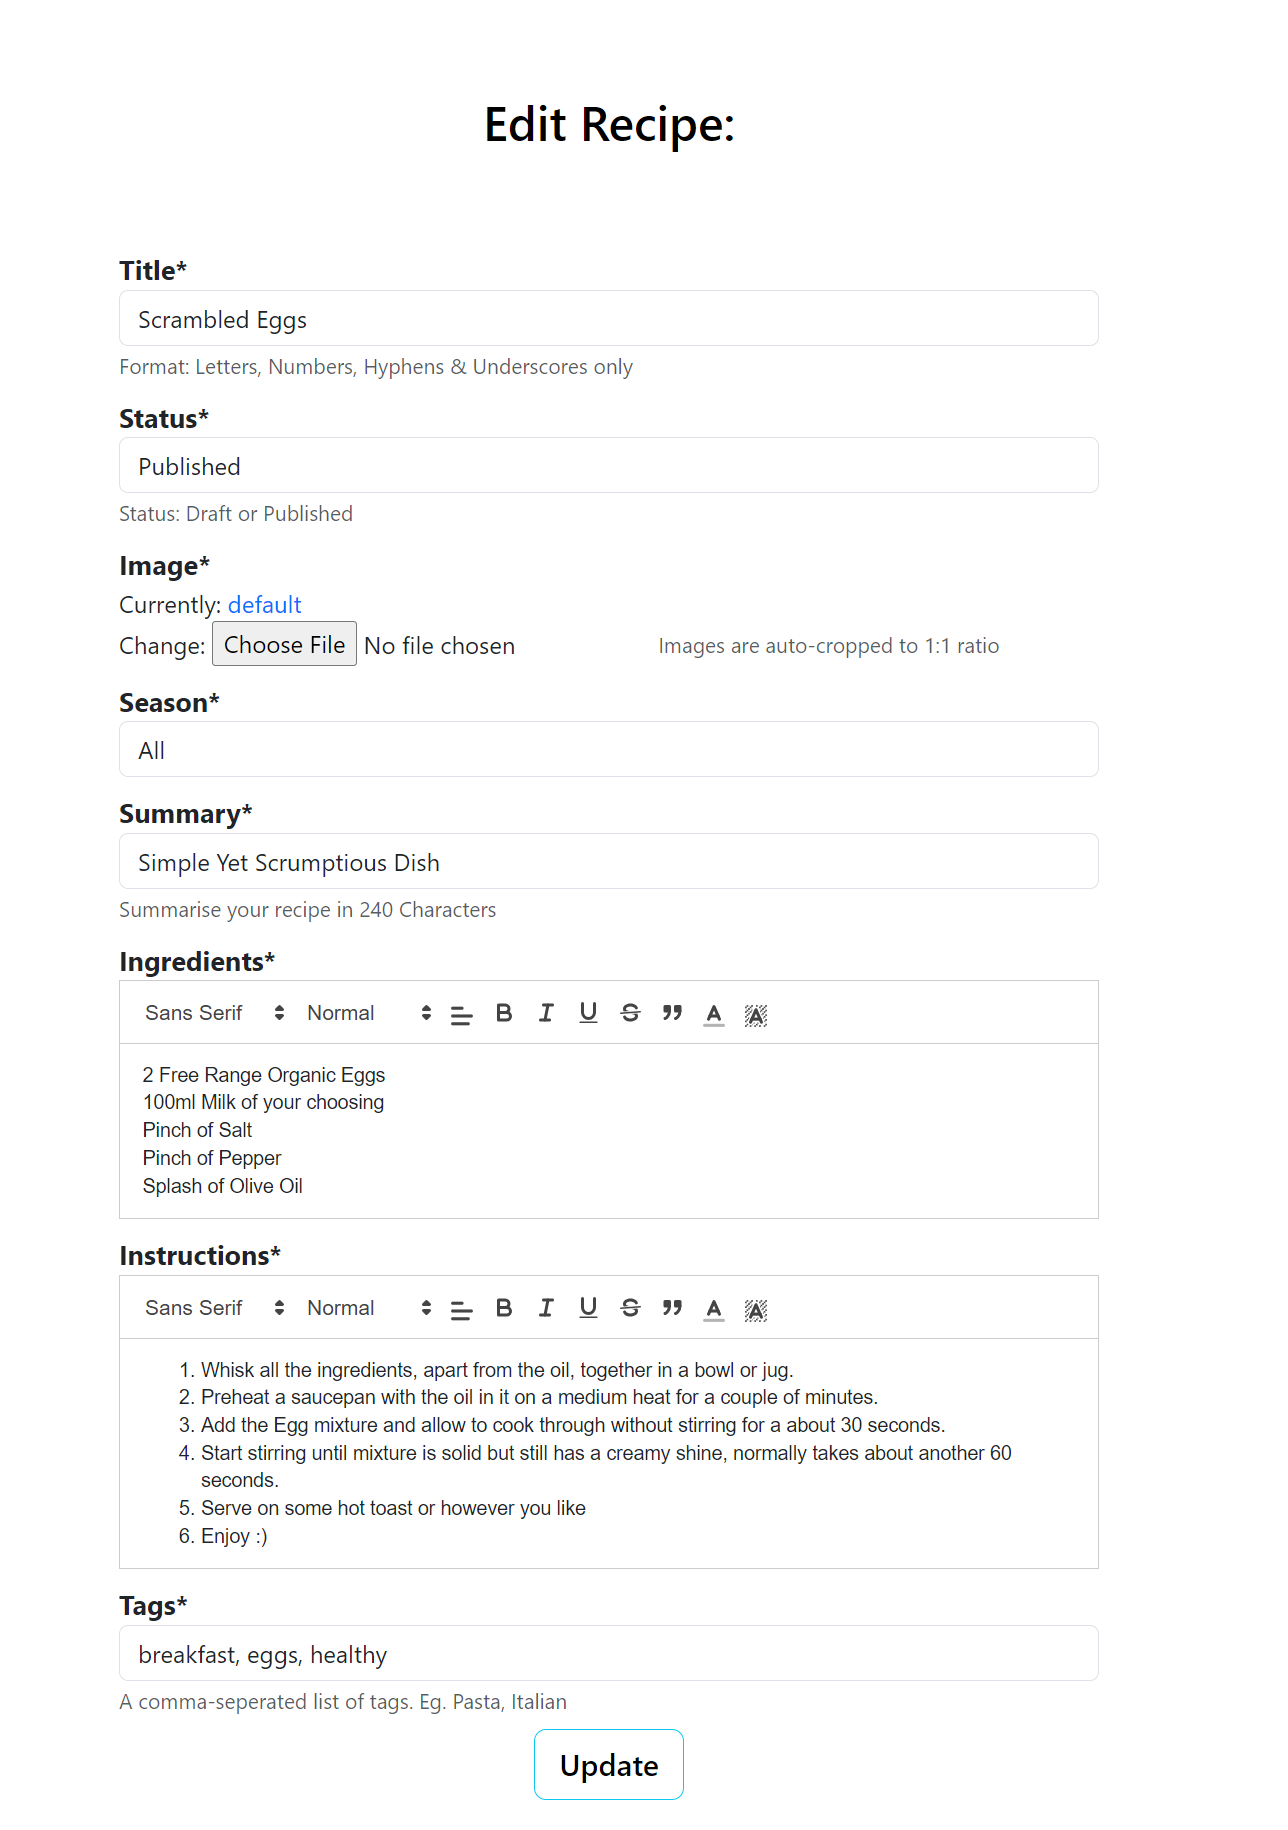 Edit Recipe:
Title*
Scrambled Eggs
Format: Letters, Numbers, Hyphens & Underscores only
Status*
Published
Status: Draft or Published
Image*
Currently: default
Change: Choose File No file chosen Images are auto-cropped to 1:1 ratio
Season*
All
Summary*
Simple Yet Scrumptious Dish
Summarise your recipe in 240 Characters
Ingredients*
Sans Serif Normal B I U S ” A A
2 Free Range Organic Eggs
100ml Milk of your choosing
Pinch of Salt
Pinch of Pepper
Splash of Olive Oil
Instructions*
Sans Serif Normal B I U S ” A A
1. Whisk all the ingredients, apart from the oil, together in a bowl or jug.
2. Preheat a saucepan with the oil in it on a medium heat for a couple of minutes.
3. Add the Egg mixture and allow to cook through without stirring for a about 30 seconds.
4. Start stirring until mixture is solid but still has a creamy shine, normally takes about another 60
seconds.
5. Serve on some hot toast or however you like
6. Enjoy :)
Tags*
breakfast, eggs, healthy
A comma-seperated list of tags. Eg. Pasta, Italian
Update